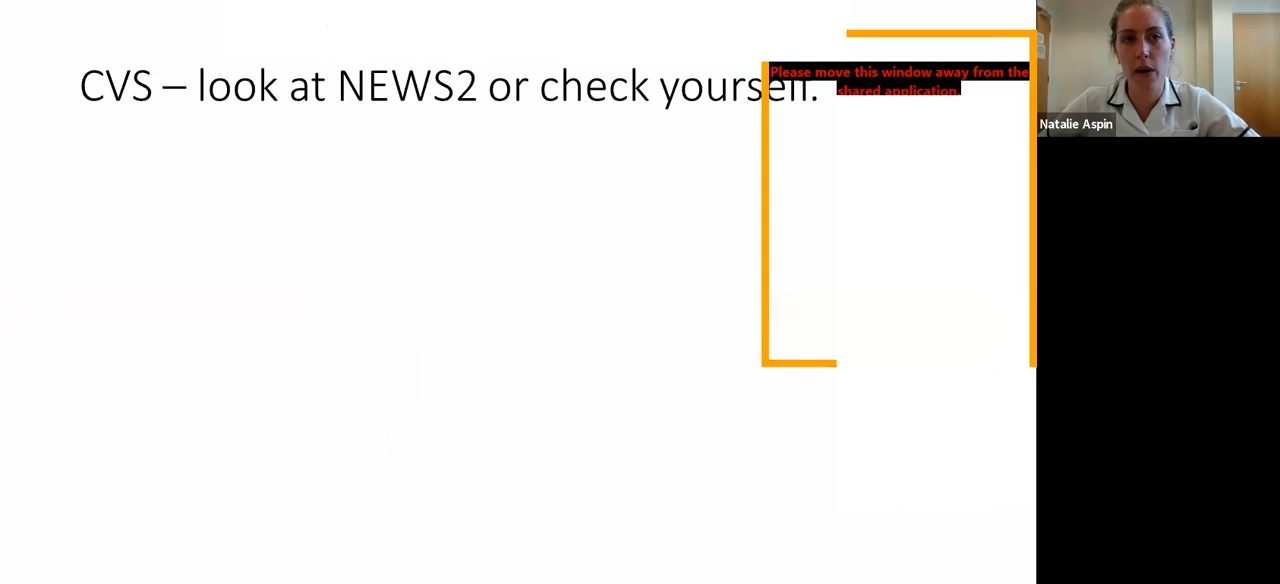 CVS – look at NEWS2 or check yourself.
Please move this window away from the
shared application.
Natalie Aspin